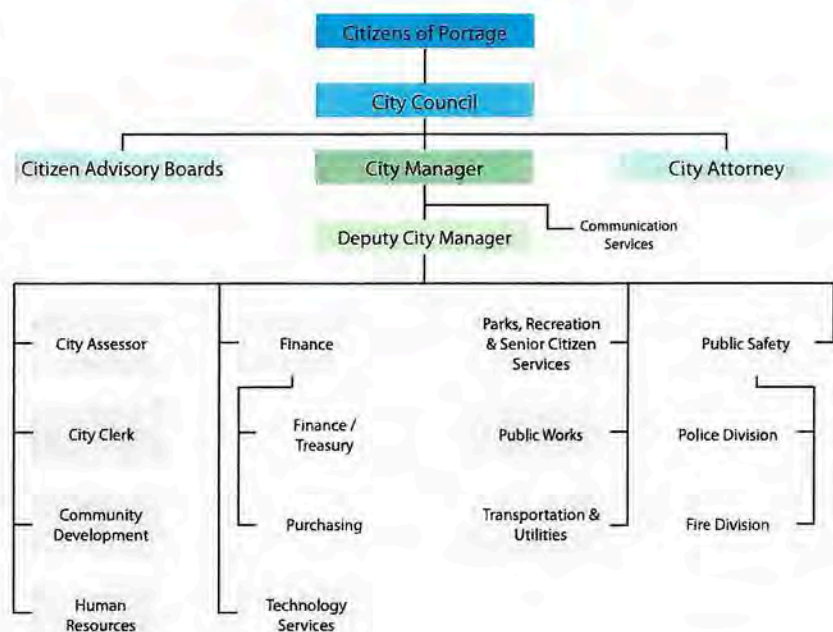 Citizens of Portage
City Council
Citizen Advisory Boards
City Manager
City Attorney
Communication
Services
Deputy City Manager
City Assessor
Finance
Parks, Recreation
& Senior Citizen
Services
Public Safety
City Clerk
Finance /
Treasury
Public Works
Police Division
Community
Development
Purchasing
Transportation &
Utilities
Fire Division
Human
Resources
Technology
Services